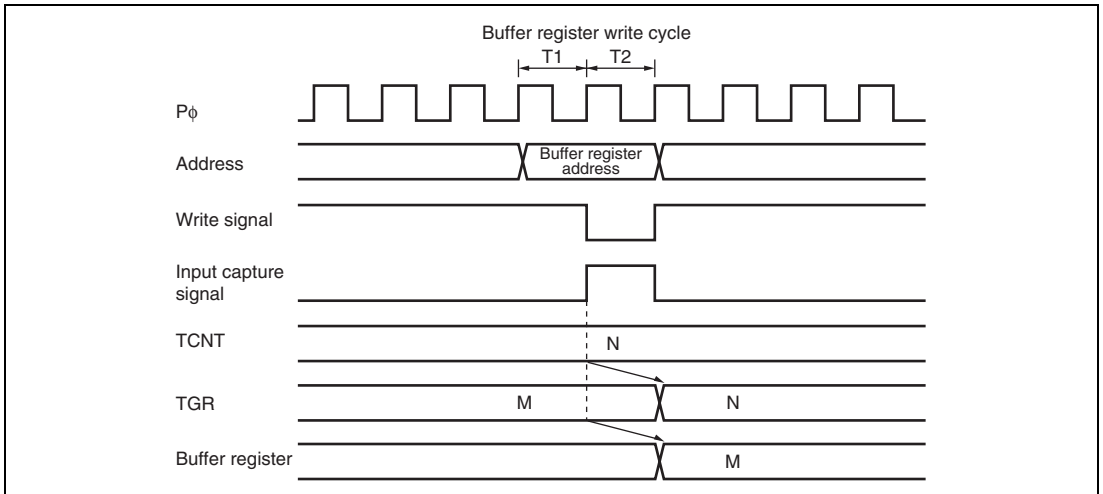 Buffer register write cycle
T1 T2
Pϕ
Address
Buffer register
address
Write signal
Input capture
signal
TCNT
N
TGR
M
N
Buffer register
M